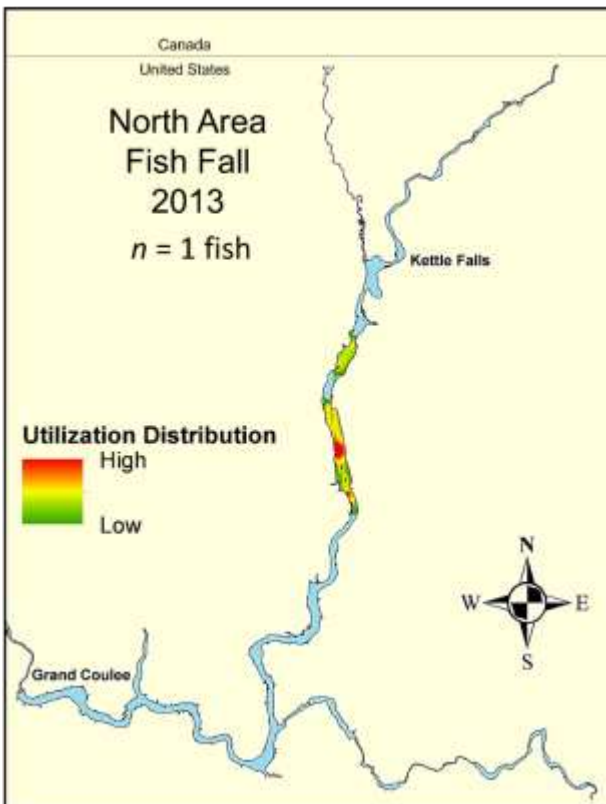 Canada
United States
North Area
Fish Fall
2013
n = 1 fish
Kettle Falls
Utilization Distribution
High
Low
N
W E
S
Grand Coulee